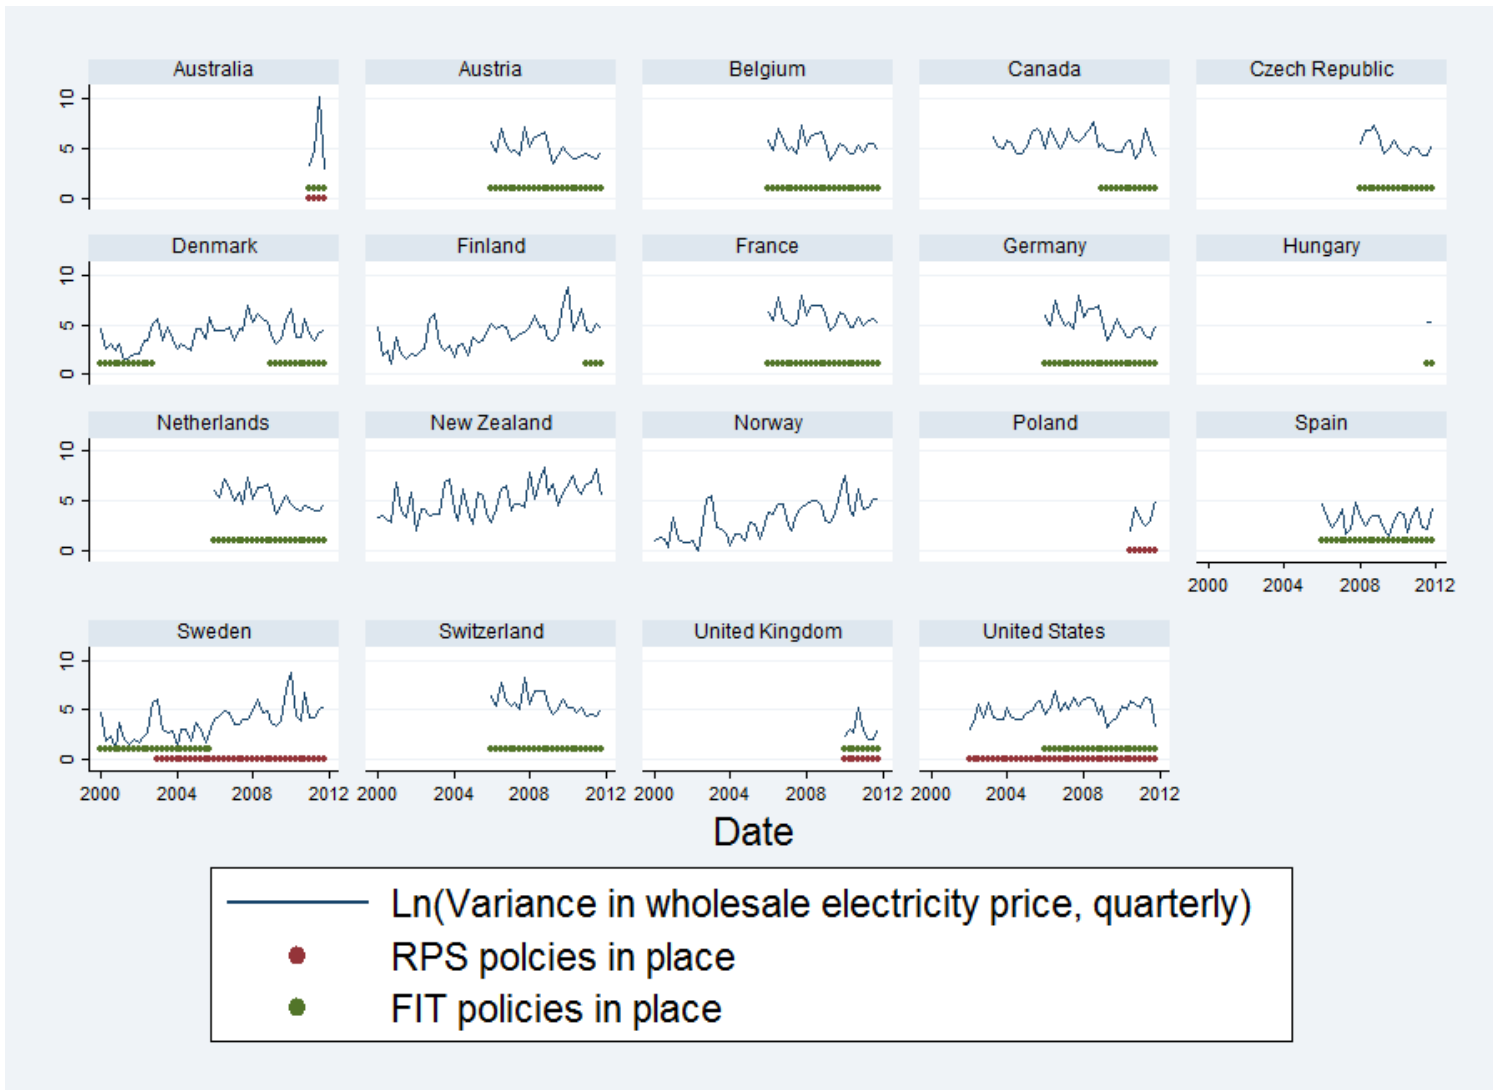 Australia Austria Belgium Canada Czech Republic
10
5
0
Denmark Finland France Germany Hungary
10
5
0
Netherlands New Zealand Norway Poland Spain
10
5
0
2000 2004 2008 2012
Sweden Switzerland United Kingdom United States
10
5
0
2000 2004 2008 2012 2000 2004 2008 2012 2000 2004 2008 2012 2000 2004 2008 2012
Date
Ln(Variance in wholesale electricity price, quarterly)
RPS polcies in place
FIT policies in place